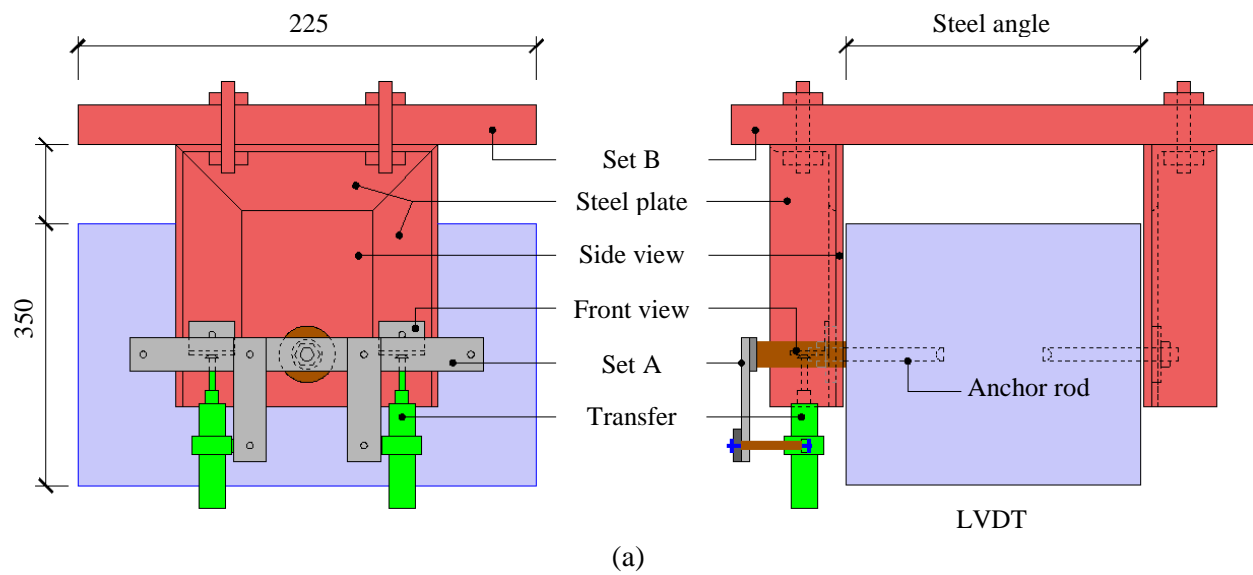 225
Steel angle
Set B
Steel plate
Side view
350
Front view
Set A
Anchor rod
Transfer
LVDT
(a)